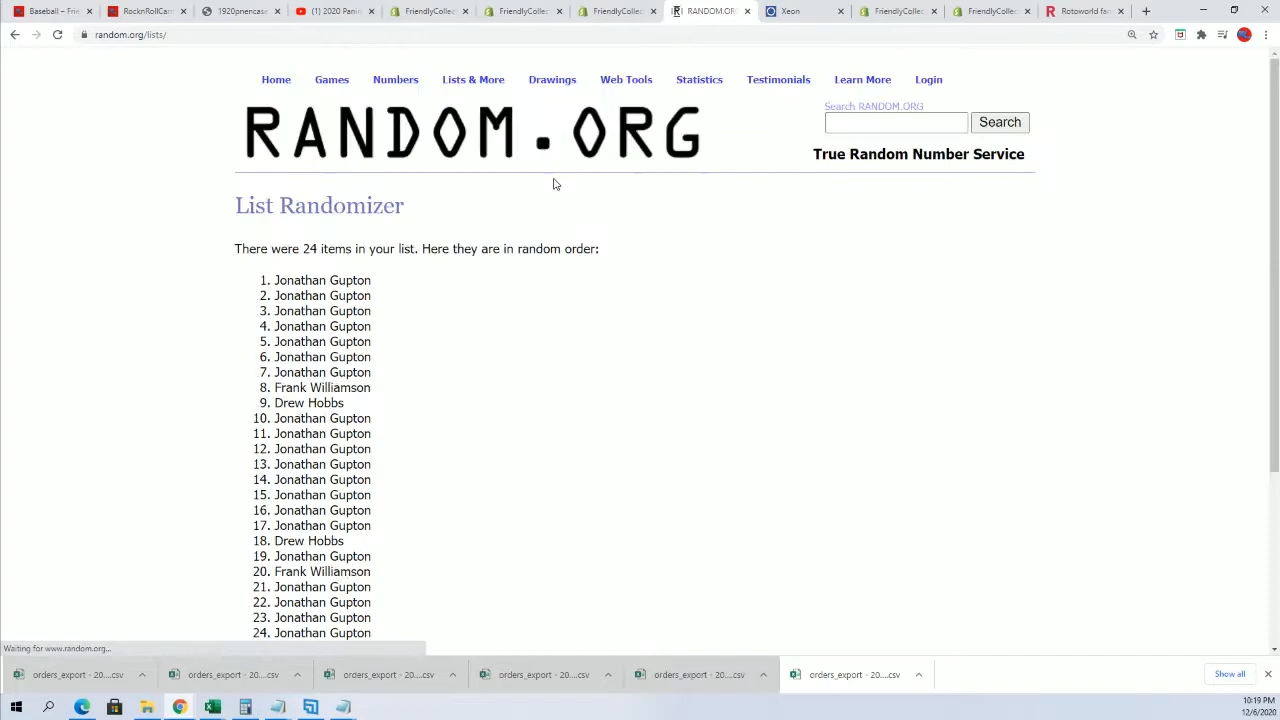 Baseball – Frie
RocknRollCar
1920pnencase
(1) 2020 Panin
FriendlyCollec
FriendlyCollec
FriendlyCollec
RANDOM.ORG
Xeon
FriendlyCollec
FriendlyCollec
Rotoworld fan
random.org/lists/
Home Games Numbers Lists & More Drawings Web Tools Statistics Testimonials Learn More Login
RANDOM.ORG
Search RANDOM.ORG
Search
True Random Number Service
List Randomizer
There were 24 items in your list. Here they are in random order:
1. Jonathan Gupton
2. Jonathan Gupton
3. Jonathan Gupton
4. Jonathan Gupton
5. Jonathan Gupton
6. Jonathan Gupton
7. Jonathan Gupton
8. Frank Williamson
9. Drew Hobbs
10. Jonathan Gupton
11. Jonathan Gupton
12. Jonathan Gupton
13. Jonathan Gupton
14. Jonathan Gupton
15. Jonathan Gupton
16. Jonathan Gupton
17. Jonathan Gupton
18. Drew Hobbs
19. Jonathan Gupton
20. Frank Williamson
21. Jonathan Gupton
22. Jonathan Gupton
23. Jonathan Gupton
24. Jonathan Gupton
Waiting for www.random.org...
orders_export - 20....csv
orders_export - 20....csv
orders_export - 20....csv
orders_export - 20....csv
orders_export - 20....csv
orders_export - 20....csv
Show all
10:19 PM
12/6/2020